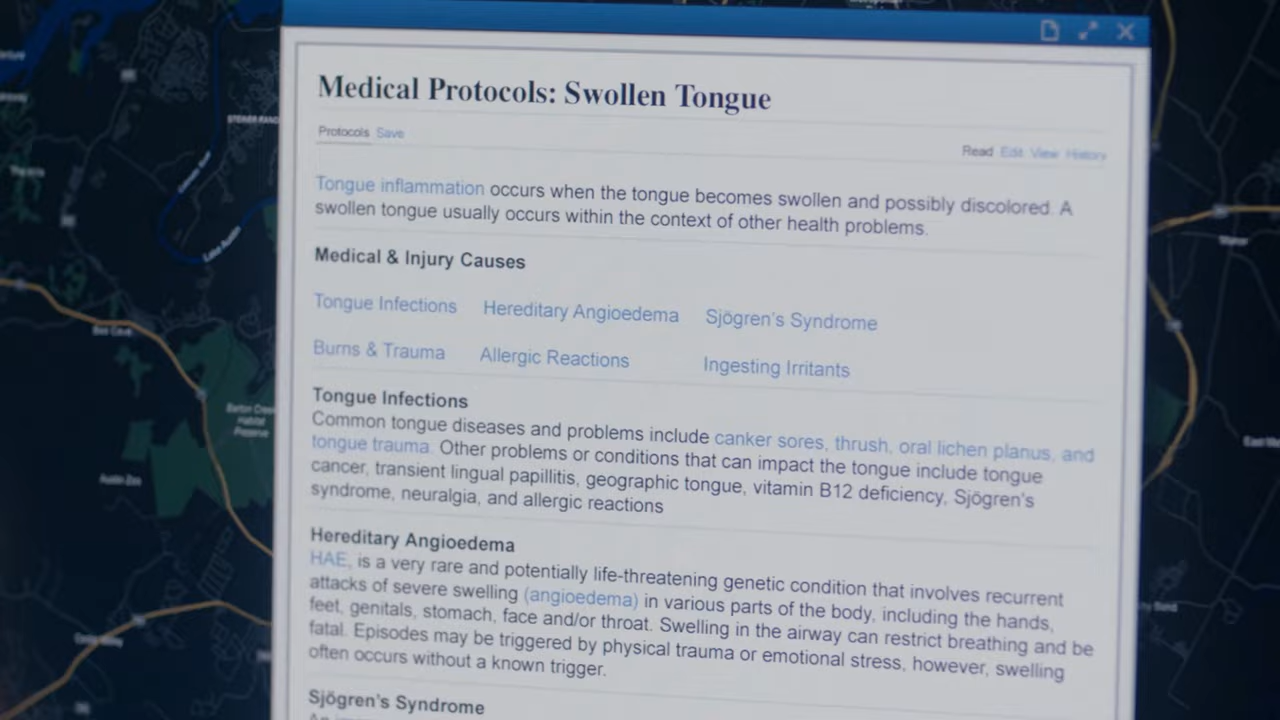 Medical Protocols: Swollen Tongue
Protocols Save
Read Edit View History
Tongue inflammation occurs when the tongue becomes swollen and possibly discolored. A
swollen tongue usually occurs within the context of other health problems.
Medical & Injury Causes
Tongue Infections Hereditary Angioedema Sjögren's Syndrome
Burns & Trauma Allergic Reactions Ingesting Irritants
Tongue Infections
Common tongue diseases and problems include canker sores, thrush, oral lichen planus, and
tongue trauma. Other problems or conditions that can impact the tongue include tongue
cancer, transient lingual papillitis, geographic tongue, vitamin B12 deficiency, Sjögren's
syndrome, neuralgia, and allergic reactions
Hereditary Angioedema
HAE, is a very rare and potentially life-threatening genetic condition that involves recurrent
attacks of severe swelling (angioedema) in various parts of the body, including the hands,
feet, genitals, stomach, face and/or throat. Swelling in the airway can restrict breathing and be
fatal. Episodes may be triggered by physical trauma or emotional stress, however, swelling
often occurs without a known trigger.
Sjögren's Syndrome
Lake Austin
Barton Creek
Habitat
Preserve
Austin Zoo